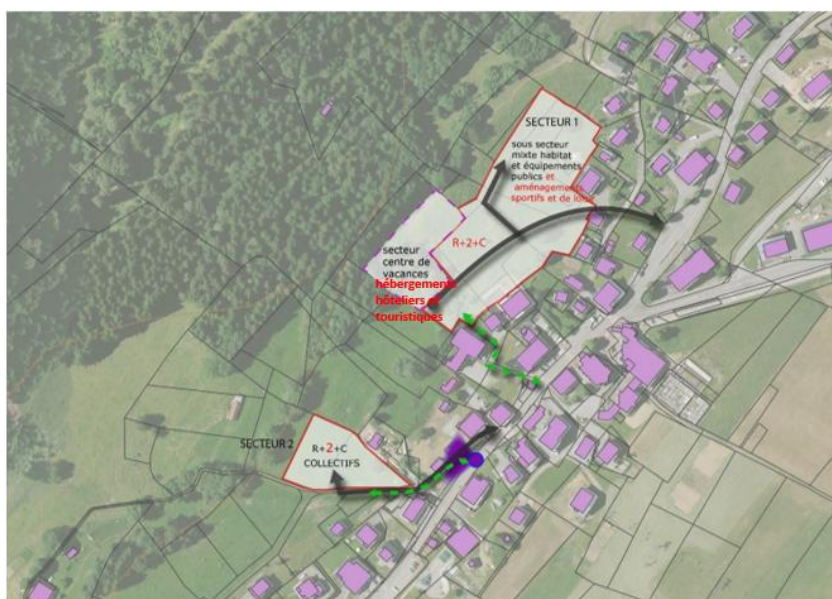 SECTEUR 1
sous secteur
mixte habitat
et équipements
publics et
aménagements
sportifs et de loisir
R+2+C
secteur
centre de
vacances
hébergements
hôteliers et
touristiques
SECTEUR 2
R+2+C
COLLECTIFS